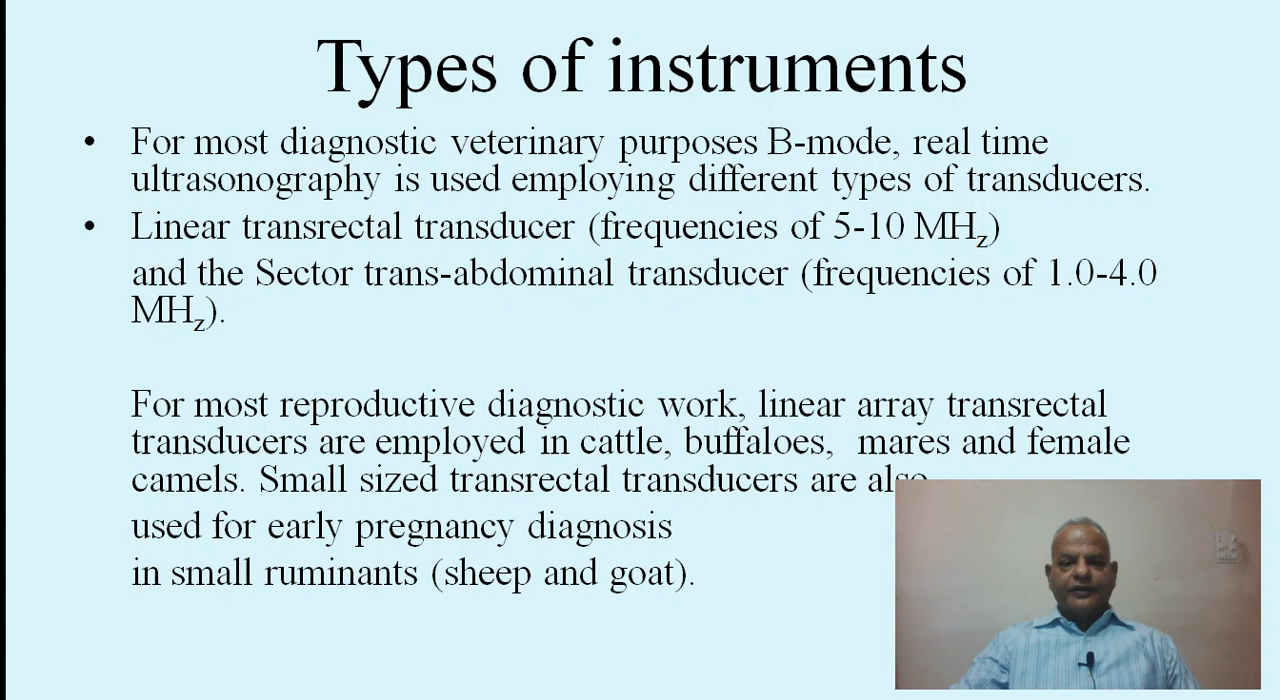 Types of instruments
• For most diagnostic veterinary purposes B-mode, real time
ultrasonography is used employing different types of transducers.
• Linear transrectal transducer (frequencies of 5-10 MHz)
and the Sector trans-abdominal transducer (frequencies of 1.0-4.0
MHz).
For most reproductive diagnostic work, linear array transrectal
transducers are employed in cattle, buffaloes, mares and female
camels. Small sized transrectal transducers are also
used for early pregnancy diagnosis
in small ruminants (sheep and goat).